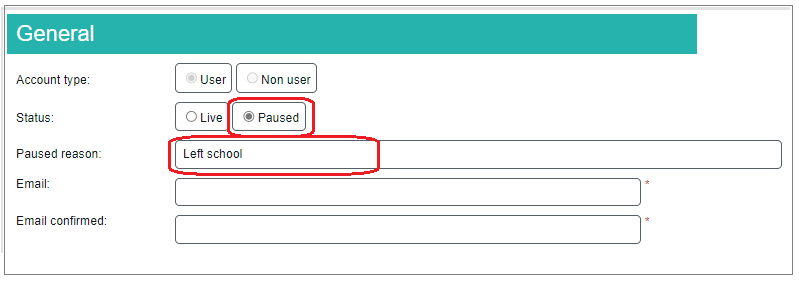 General
Account type: User Non user
Status: Live Paused
Paused reason: Left school
Email: *
Email confirmed: *